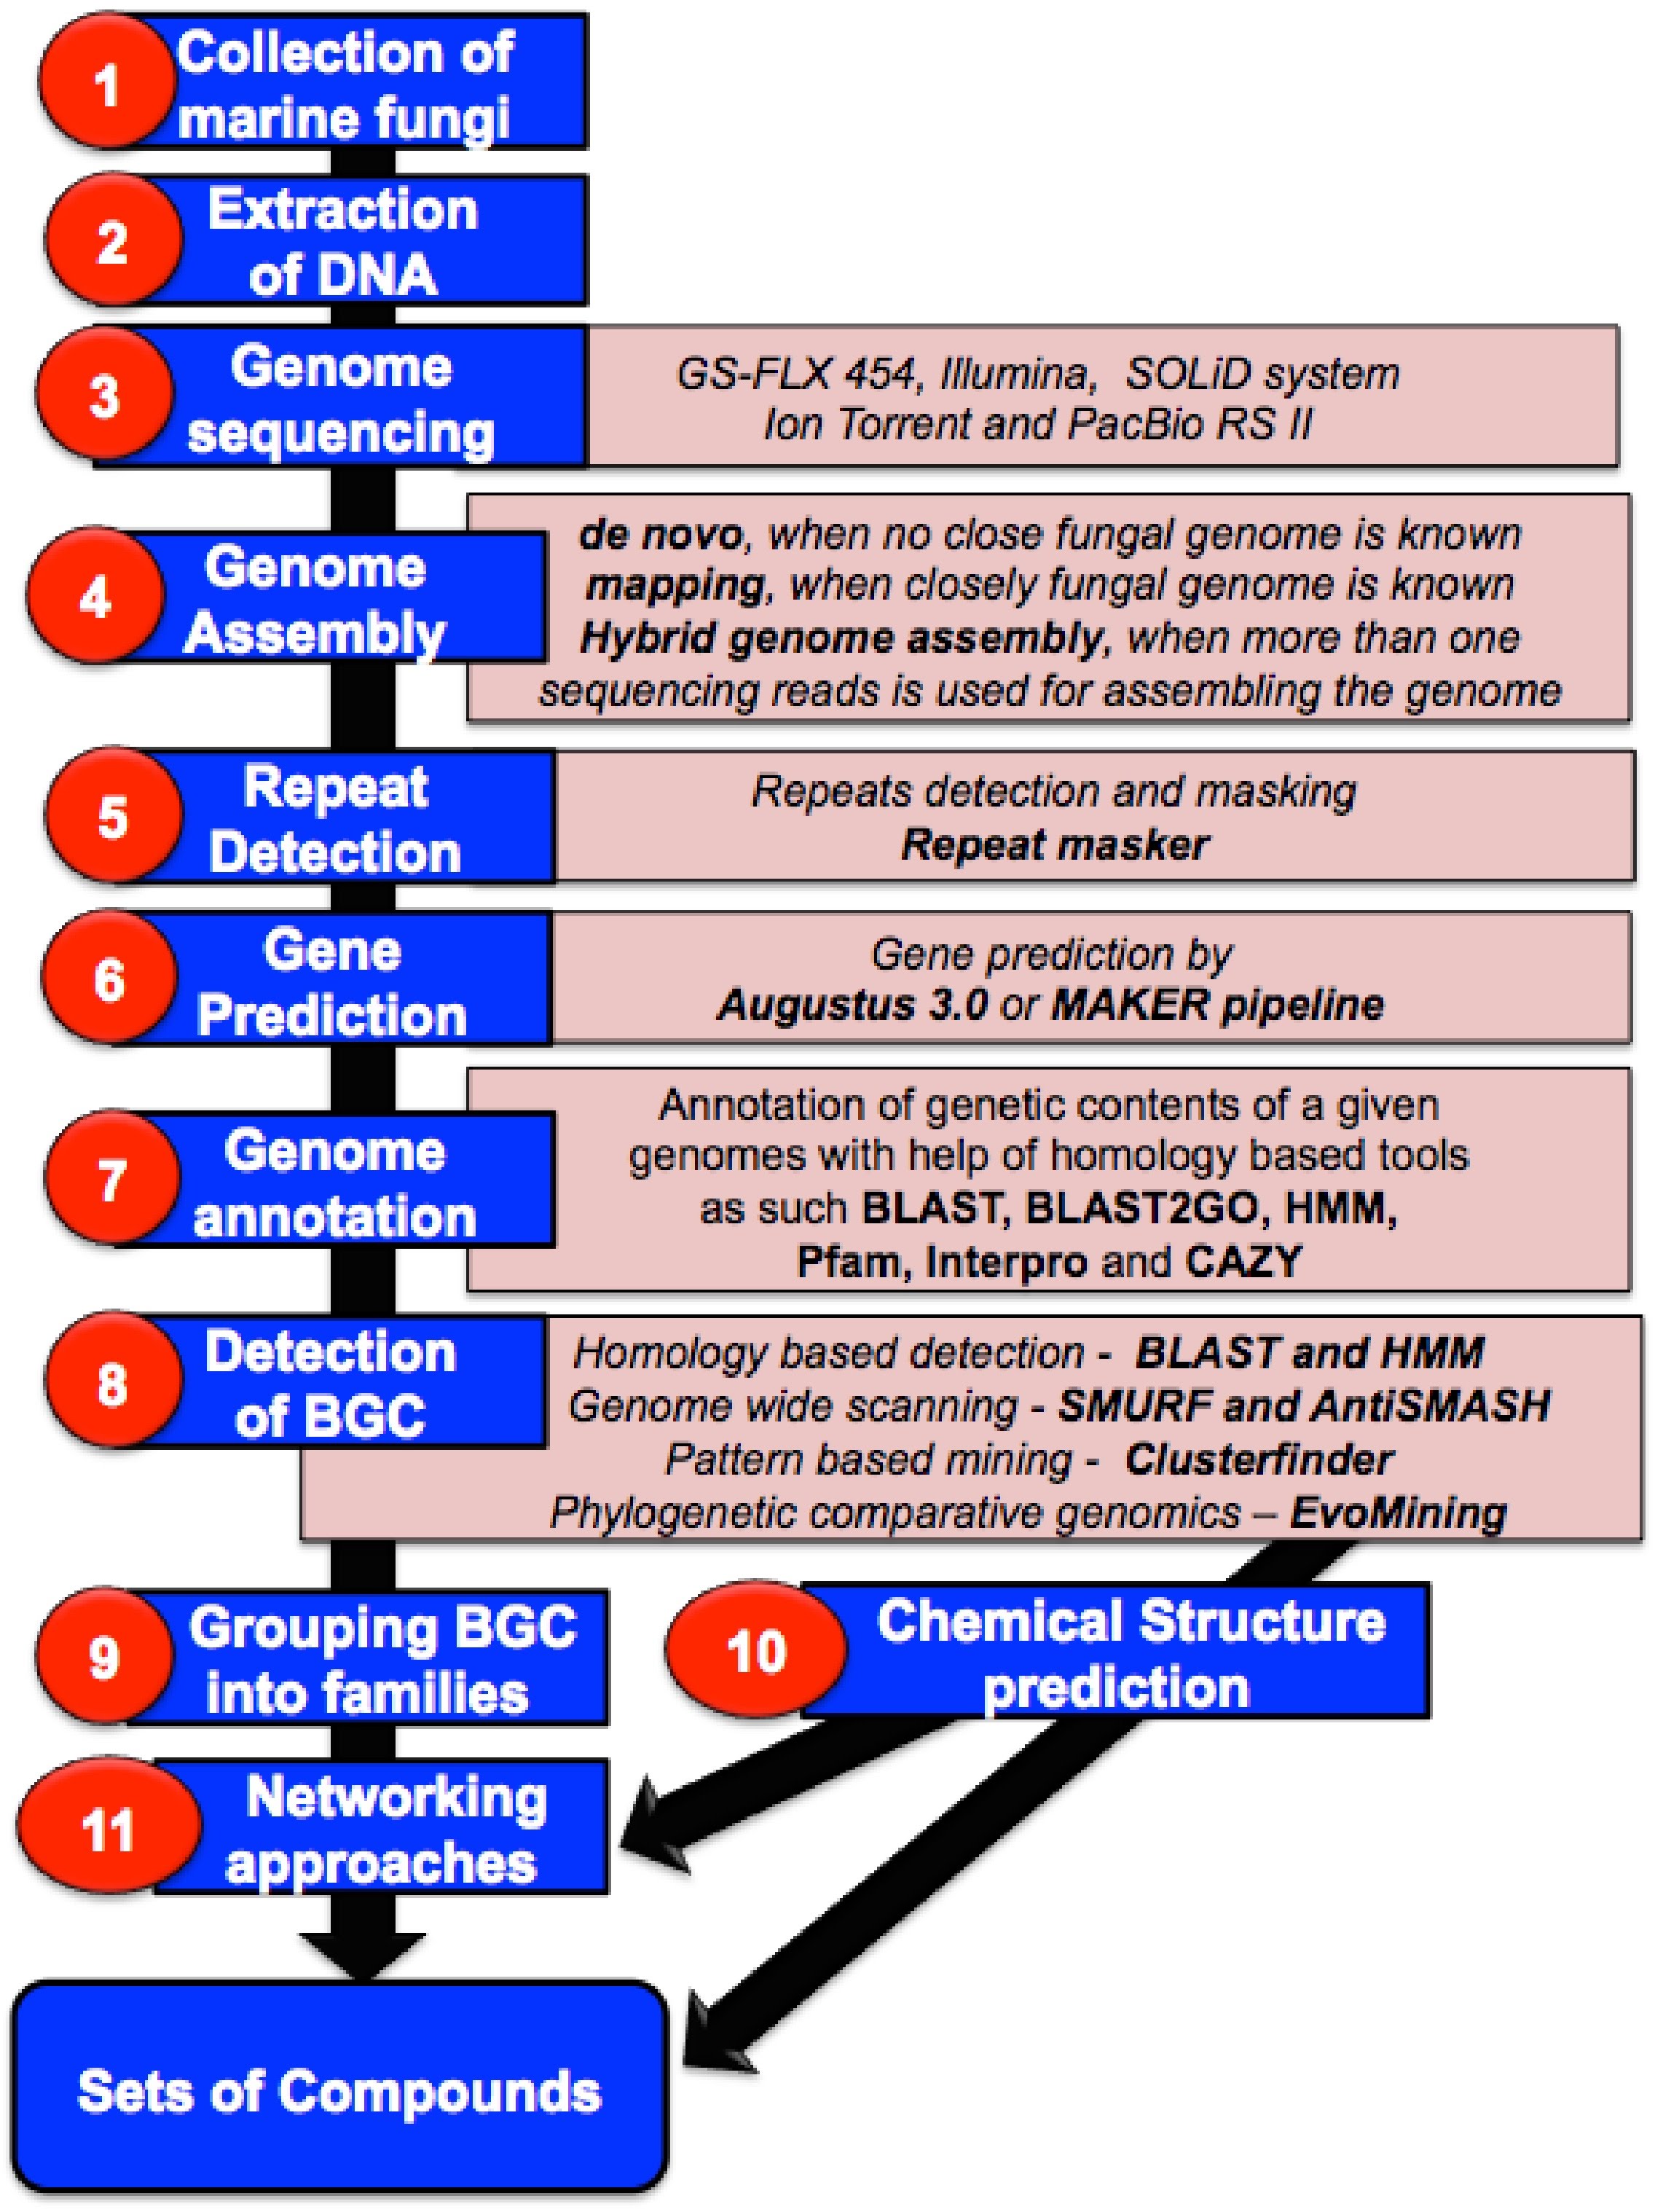 1
Collection of
marine fungi
2
Extraction
of DNA
3
Genome
sequencing
GS-FLX 454, Illumina, SOLiD system
Ion Torrent and PacBio RS II
4
Genome
Assembly
de novo, when no close fungal genome is known
mapping, when closely fungal genome is known
Hybrid genome assembly, when more than one
sequencing reads is used for assembling the genome
5
Repeat
Detection
Repeats detection and masking
Repeat masker
6
Gene
Prediction
Gene prediction by
Augustus 3.0 or MAKER pipeline
7
Genome
annotation
Annotation of genetic contents of a given
genomes with help of homology based tools
as such BLAST, BLAST2GO, HMM,
Pfam, Interpro and CAZY
8
Detection
of BGC
Homology based detection - BLAST and HMM
Genome wide scanning - SMURF and AntiSMASH
Pattern based mining - Clusterfinder
Phylogenetic comparative genomics – EvoMining
9
Grouping BGC
into families
10
Chemical Structure
prediction
11
Networking
approaches
Sets of Compounds